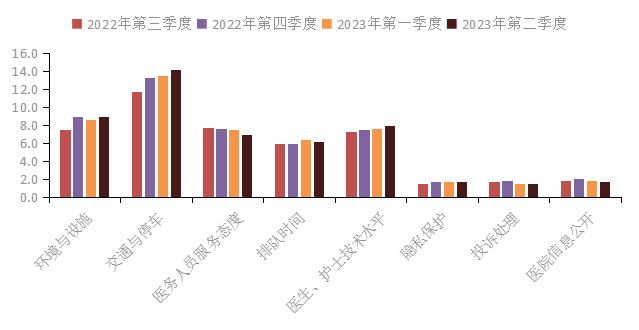 2022年第三季度 2022年第四季度 2023年第一季度 2023年第二季度
16.0
14.0
12.0
10.0
8.0
6.0
4.0
2.0
0.0
环境与设施
交通与停车
医务人员服务态度
排队时间
医生、护士技术水平
隐私保护
投诉处理
医院信息公开